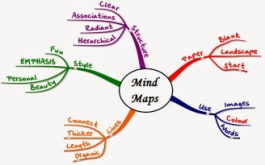 Clear
Associations
Radiant
Hierarchical
Structure
Fun
EMPHASIS
Personal
Beauty
Style
Mind
Maps
Paper
Blank
Landscape
Start
Use
Images
Colour
Words
Lines
Connect
Thicker
Length
Organic